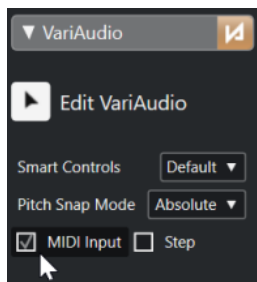 VariAudio
Edit VariAudio
Smart Controls Default
Pitch Snap Mode Absolute
MIDI Input Step